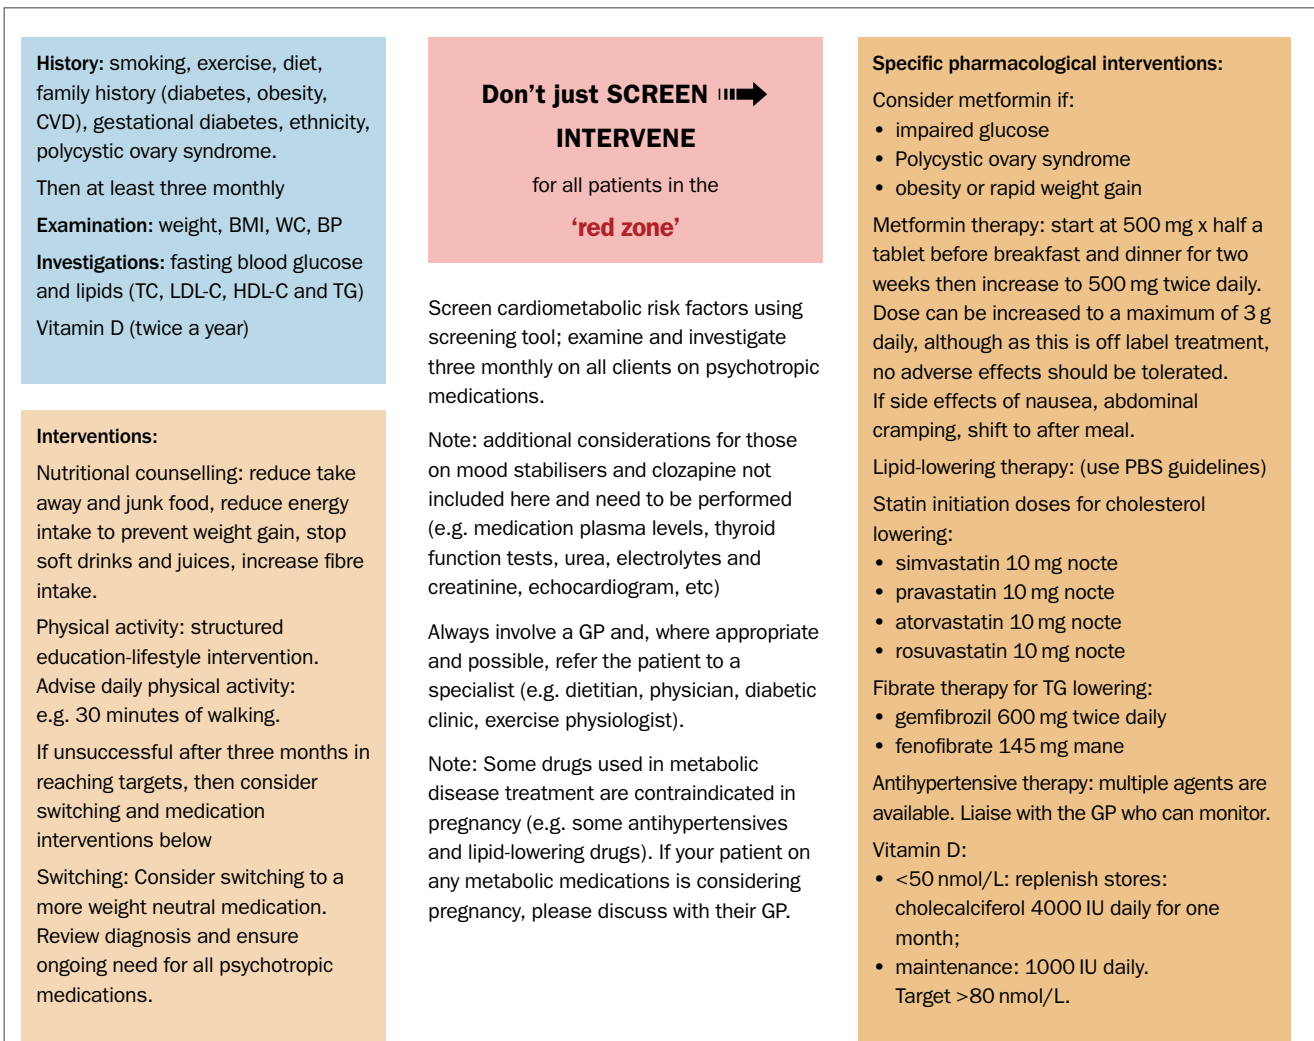 History: smoking, exercise, diet,
family history (diabetes, obesity,
CVD), gestational diabetes, ethnicity,
polycystic ovary syndrome.
Then at least three monthly
Examination: weight, BMI, WC, BP
Investigations: fasting blood glucose
and lipids (TC, LDL-C, HDL-C and TG)
Vitamin D (twice a year)
Interventions:
Nutritional counselling: reduce take
away and junk food, reduce energy
intake to prevent weight gain, stop
soft drinks and juices, increase fibre
intake.
Physical activity: structured
education-lifestyle intervention.
Advise daily physical activity:
e.g. 30 minutes of walking.
If unsuccessful after three months in
reaching targets, then consider
switching and medication
interventions below
Switching: Consider switching to a
more weight neutral medication.
Review diagnosis and ensure
ongoing need for all psychotropic
medications.
Don't just SCREEN
INTERVENE
for all patients in the
‘red zone’
Screen cardiometabolic risk factors using
screening tool; examine and investigate
three monthly on all clients on psychotropic
medications.
Note: additional considerations for those
on mood stabilisers and clozapine not
included here and need to be performed
(e.g. medication plasma levels, thyroid
function tests, urea, electrolytes and
creatinine, echocardiogram, etc)
Always involve a GP and, where appropriate
and possible, refer the patient to a
specialist (e.g. dietitian, physician, diabetic
clinic, exercise physiologist).
Note: Some drugs used in metabolic
disease treatment are contraindicated in
pregnancy (e.g. some antihypertensives
and lipid-lowering drugs). If your patient on
any metabolic medications is considering
pregnancy, please discuss with their GP.
Specific pharmacological interventions:
Consider metformin if:
• impaired glucose
• Polycystic ovary syndrome
• obesity or rapid weight gain
Metformin therapy: start at 500 mg x half a
tablet before breakfast and dinner for two
weeks then increase to 500 mg twice daily.
Dose can be increased to a maximum of 3 g
daily, although as this is off label treatment,
no adverse effects should be tolerated.
If side effects of nausea, abdominal
cramping, shift to after meal.
Lipid-lowering therapy: (use PBS guidelines)
Statin initiation doses for cholesterol
lowering:
• simvastatin 10 mg nocte
• pravastatin 10 mg nocte
• atorvastatin 10 mg nocte
• rosuvastatin 10 mg nocte
Fibrate therapy for TG lowering:
• gemfibrozil 600 mg twice daily
• fenofibrate 145 mg mane
Antihypertensive therapy: multiple agents are
available. Liaise with the GP who can monitor.
Vitamin D:
• <50 nmol/L: replenish stores:
cholecalciferol 4000 IU daily for one
month;
• maintenance: 1000 IU daily.
Target >80 nmol/L.